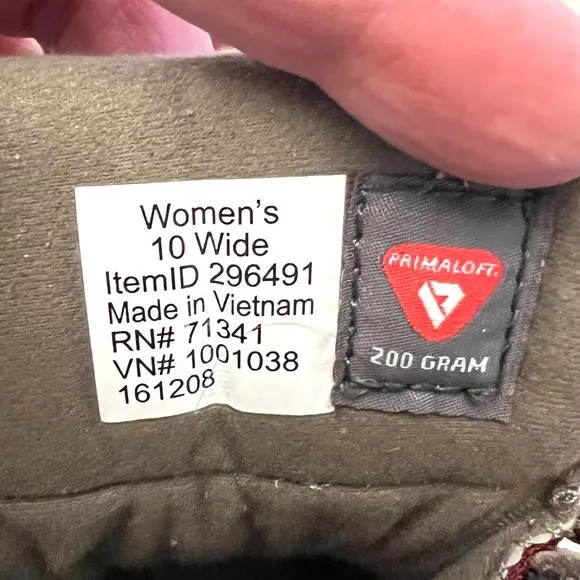 Women's
10 Wide
ItemID 296491
Made in Vietnam
RN# 71341
VN# 1001038
161208
PRIMALOFT
200 GRAM